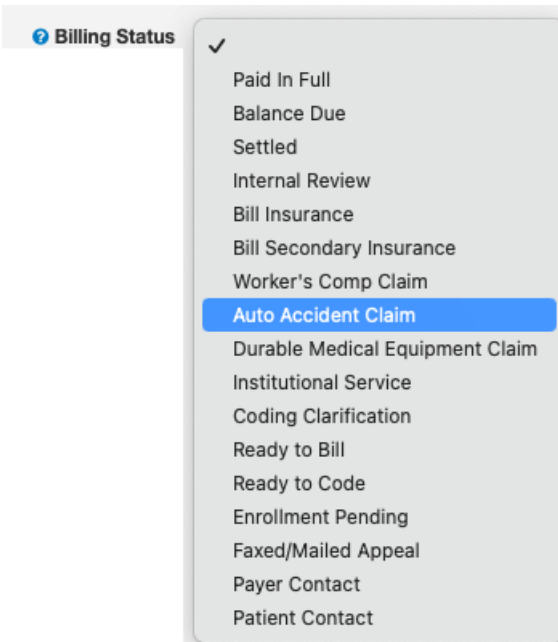 Billing Status
Paid In Full
Balance Due
Settled
Internal Review
Bill Insurance
Bill Secondary Insurance
Worker's Comp Claim
Auto Accident Claim
Durable Medical Equipment Claim
Institutional Service
Coding Clarification
Ready to Bill
Ready to Code
Enrollment Pending
Faxed/Mailed Appeal
Payer Contact
Patient Contact